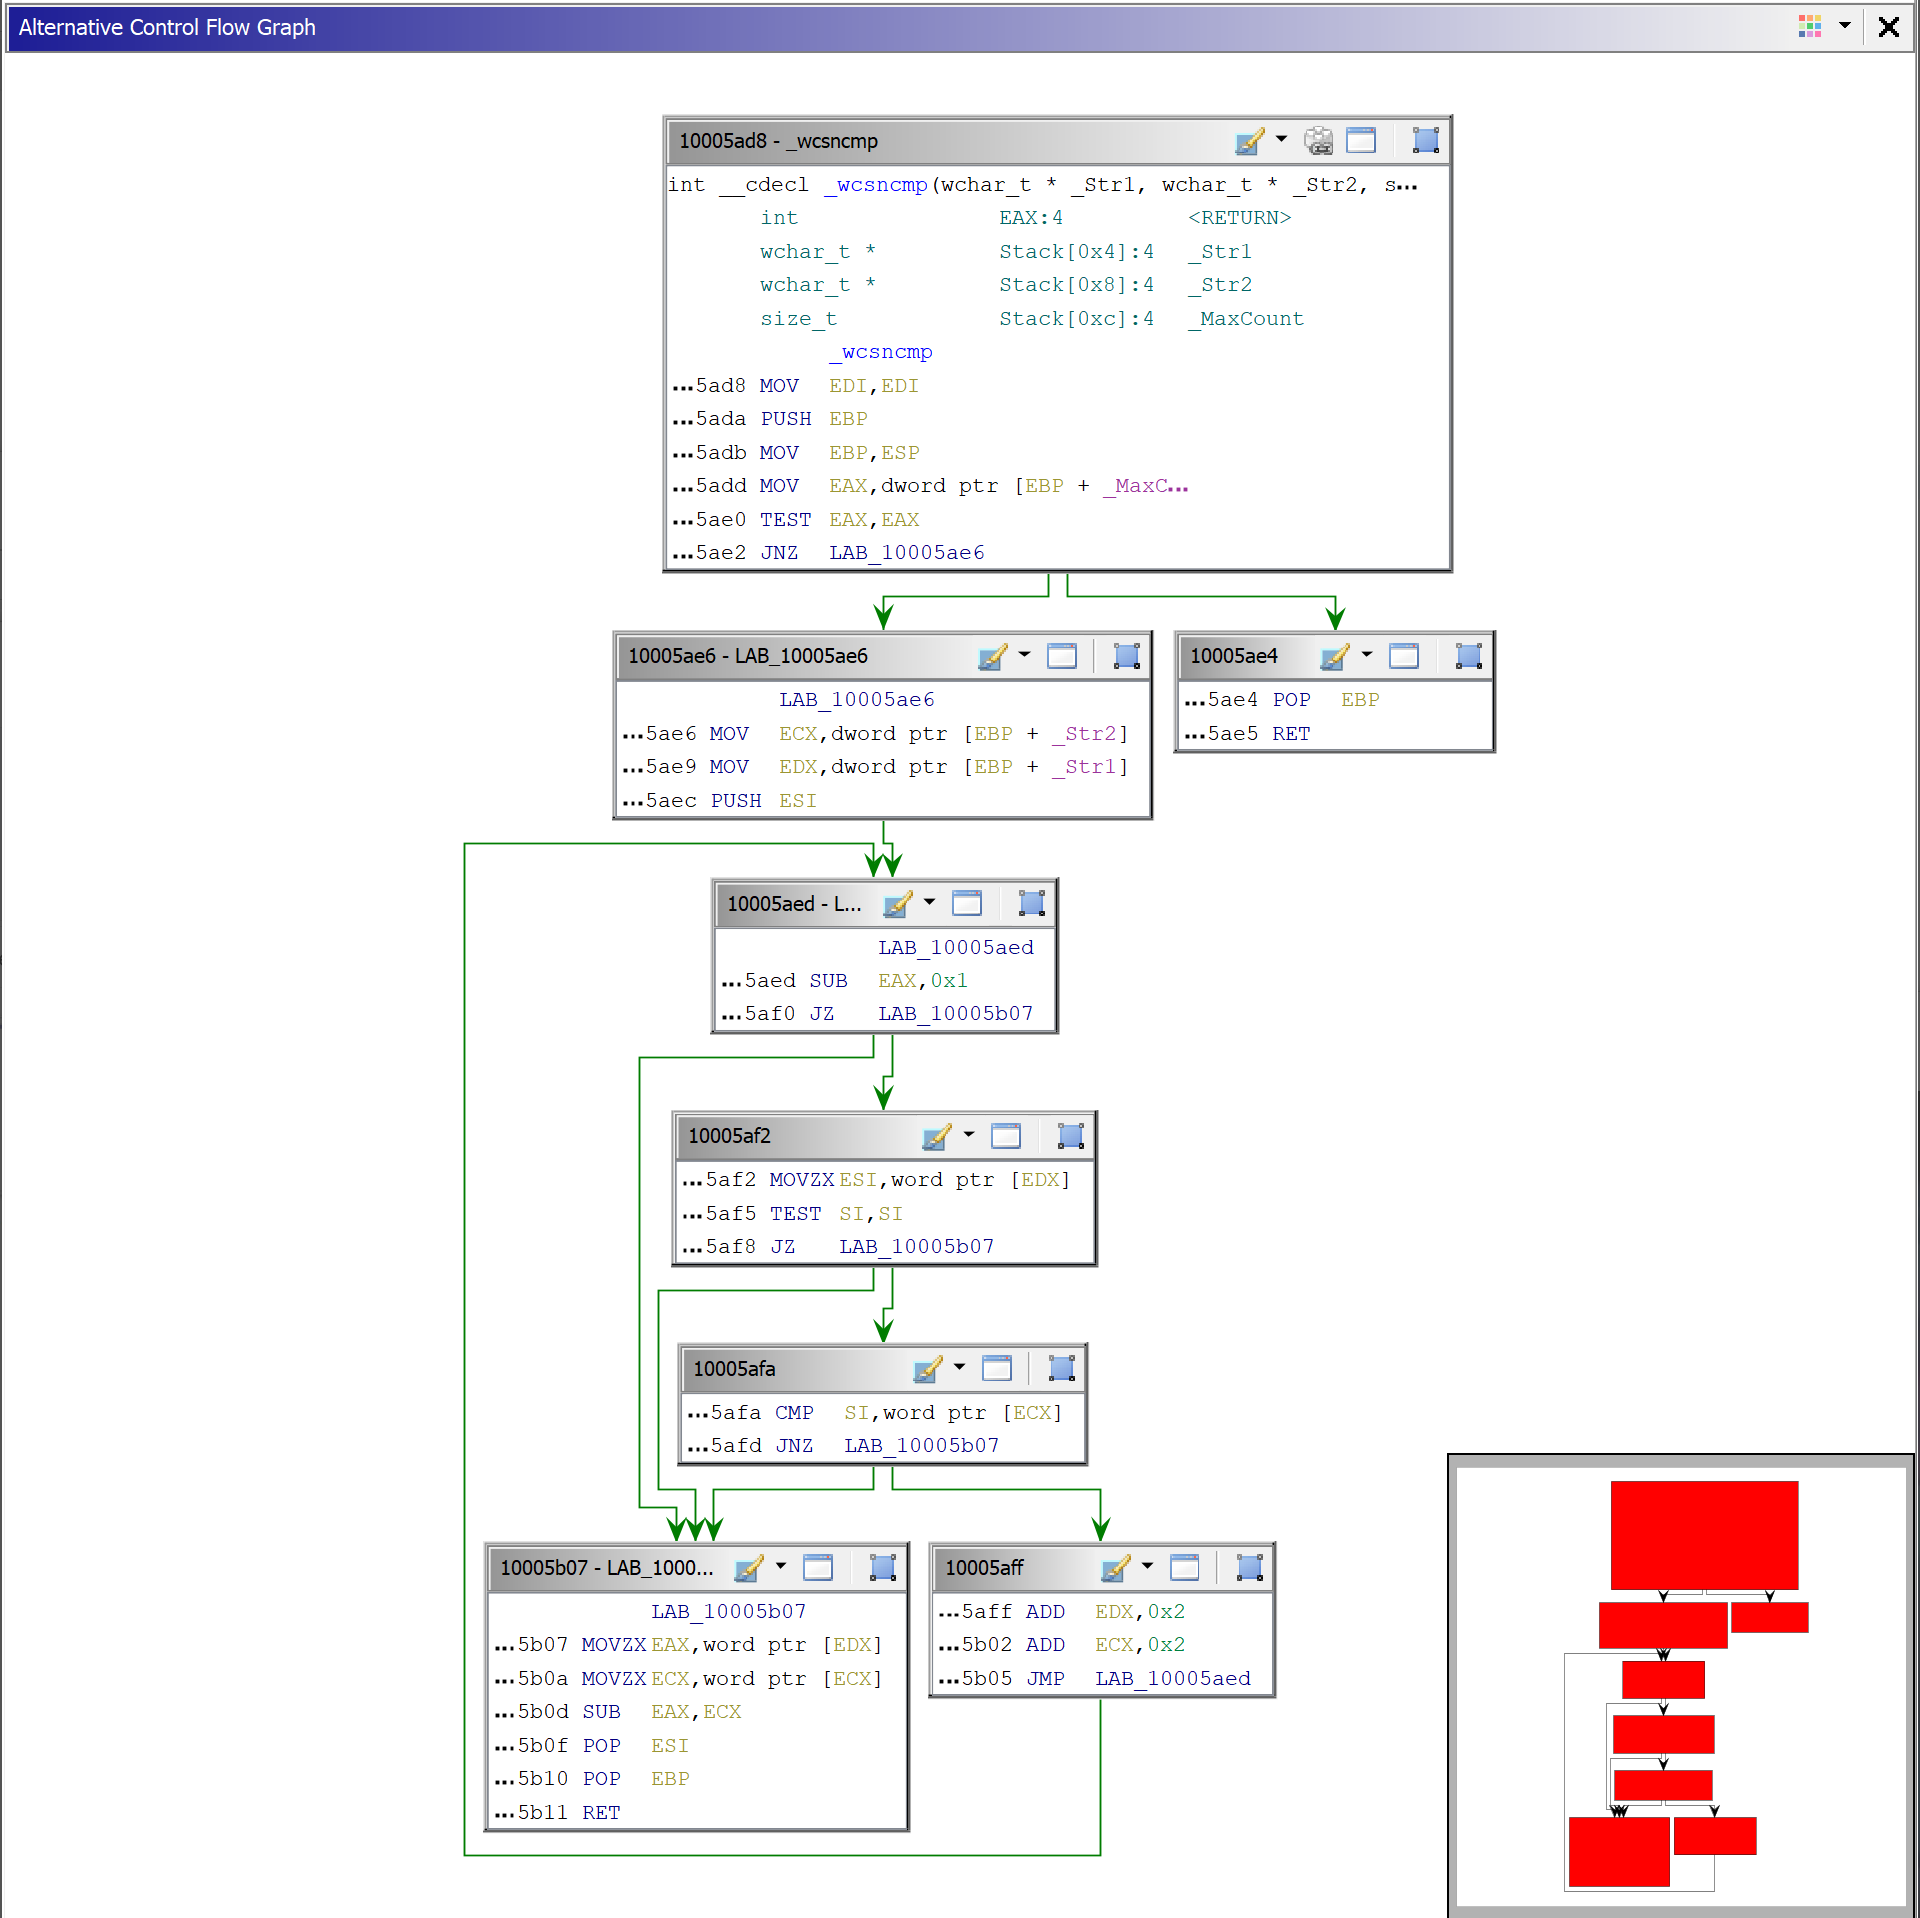 Alternative Control Flow Graph
10005ad8 - _wcsncmp
int __cdecl _wcsncmp(wchar_t * _Str1, wchar_t * _Str2, s...
int EAX:4 <RETURN>
wchar_t * Stack[0x4]:4 _Str1
wchar_t * Stack[0x8]:4 _Str2
size_t Stack[0xc]:4 _MaxCount
_wcsncmp
...5ad8 MOV EDI,EDI
...5ada PUSH EBP
...5adb MOV EBP,ESP
...5add MOV EAX,dword ptr [EBP + _MaxC...
...5ae0 TEST EAX,EAX
...5ae2 JNZ LAB_10005ae6
10005ae6 - LAB_10005ae6
LAB_10005ae6
...5ae6 MOV ECX,dword ptr [EBP + _Str2]
...5ae9 MOV EDX,dword ptr [EBP + _Str1]
...5aec PUSH ESI
10005ae4
...5ae4 POP EBP
...5ae5 RET
10005aed - L...
LAB_10005aed
...5aed SUB EAX,0x1
...5af0 JZ LAB_10005b07
10005af2
...5af2 MOVZX ESI,word ptr [EDX]
...5af5 TEST SI,SI
...5af8 JZ LAB_10005b07
10005afa
...5afa CMP SI,word ptr [ECX]
...5afd JNZ LAB_10005b07
10005b07 - LAB_1000...
LAB_10005b07
...5b07 MOVZX EAX,word ptr [EDX]
...5b0a MOVZX ECX,word ptr [ECX]
...5b0d SUB EAX,ECX
...5b0f POP ESI
...5b10 POP EBP
...5b11 RET
10005aff
...5aff ADD EDX,0x2
...5b02 ADD ECX,0x2
...5b05 JMP LAB_10005aed